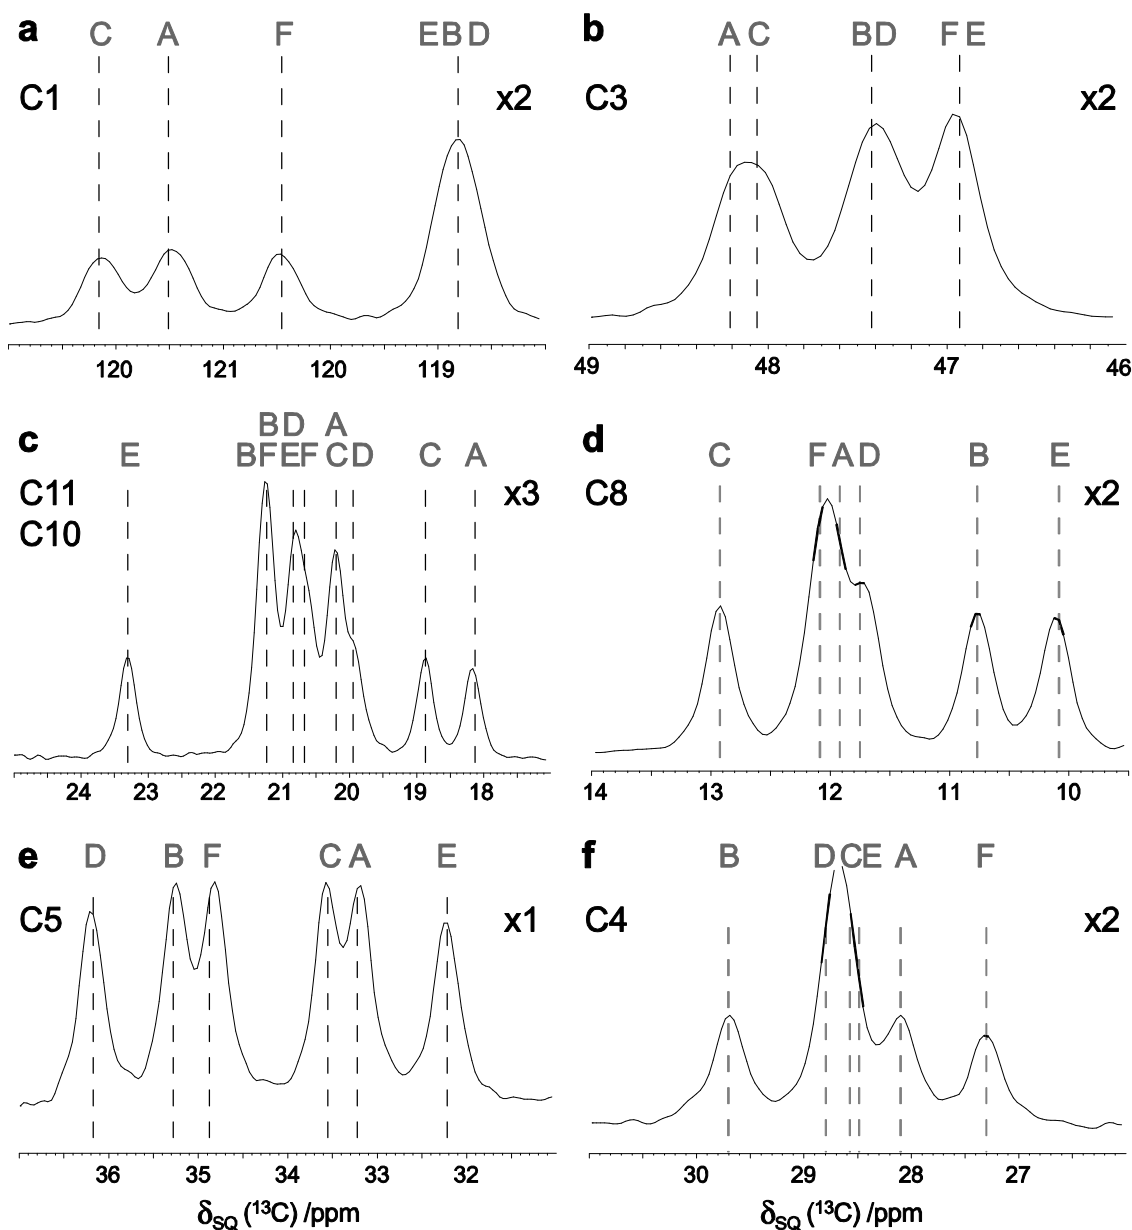 a C A F EBD
C1 x2
120 121 120 119
b A C BD F E
C3 x2
49 48 47 46
c BD A
E BFEF CD C A
C11 x3
C10
24 23 22 21 20 19 18
d C F A D B E
C8 x2
14 13 12 11 10
e D B F C A E
C5 x1
36 35 34 33 32
δSQ (13C) /ppm
f B D C E A F
C4 x2
30 29 28 27
δSQ (13C) /ppm